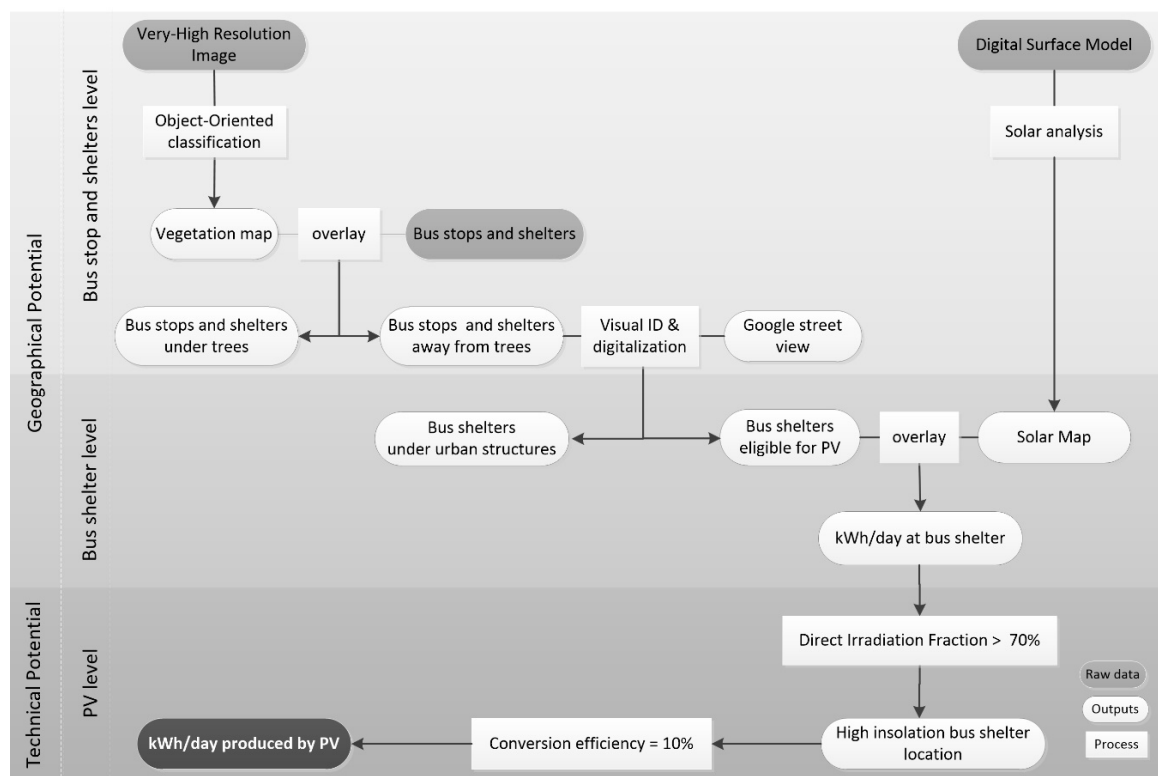 Very-High Resolution
Image
Digital Surface Model
Object-Oriented
classification
Solar analysis
Bus stop and shelters level
Vegetation map
overlay
Bus stops and shelters
Geographical Potential
Bus stops and shelters
under trees
Bus stops  and shelters
away from trees
Visual ID &
digitalization
Google street
view
Bus shelter level
Bus shelters
under urban structures
Bus shelters
eligible for PV
overlay
Solar Map
kWh/day at bus shelter
Technical Potential
PV level
Direct Irradiation Fraction >  70%
Raw data
Outputs
Process
kWh/day produced by PV
Conversion efficiency = 10%
High insolation bus shelter
location